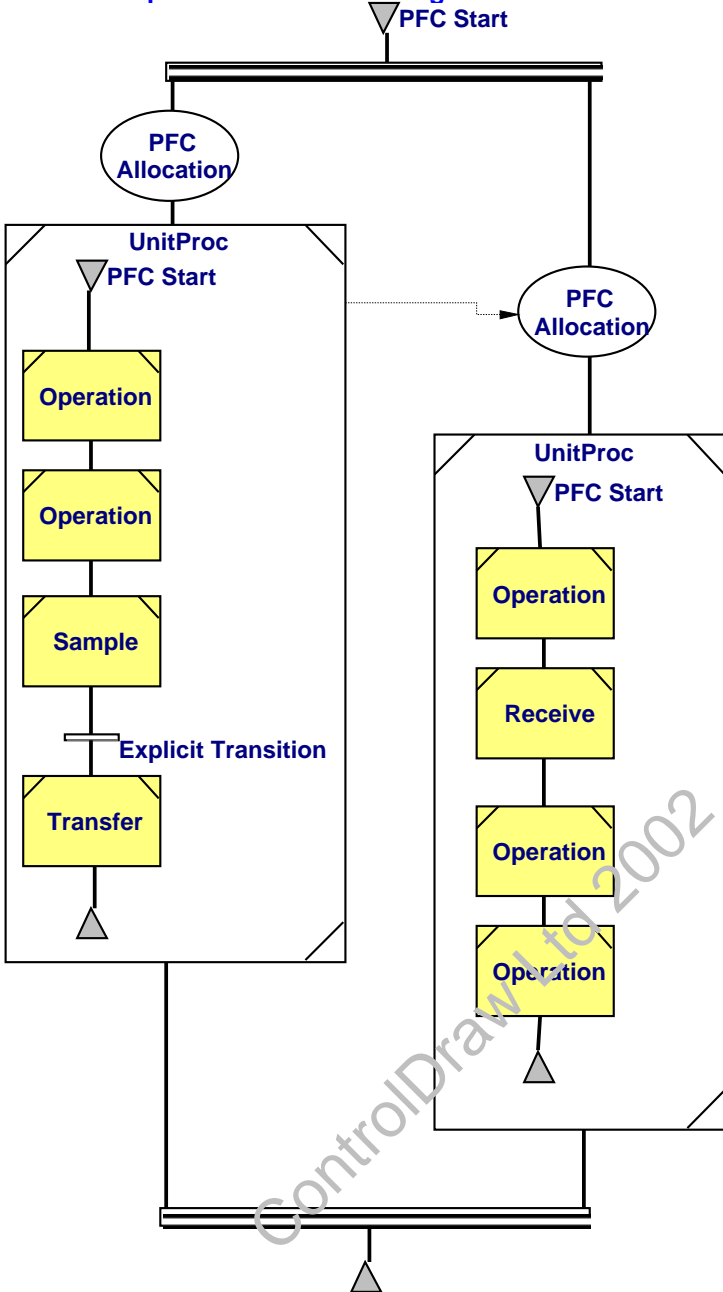 PFC Start
PFC
Allocation
UnitProc
PFC Start
Operation
Operation
Sample
Explicit Transition
Transfer
PFC
Allocation
UnitProc
PFC Start
Operation
Receive
Operation
Operation
ControlDraw Ltd 2002